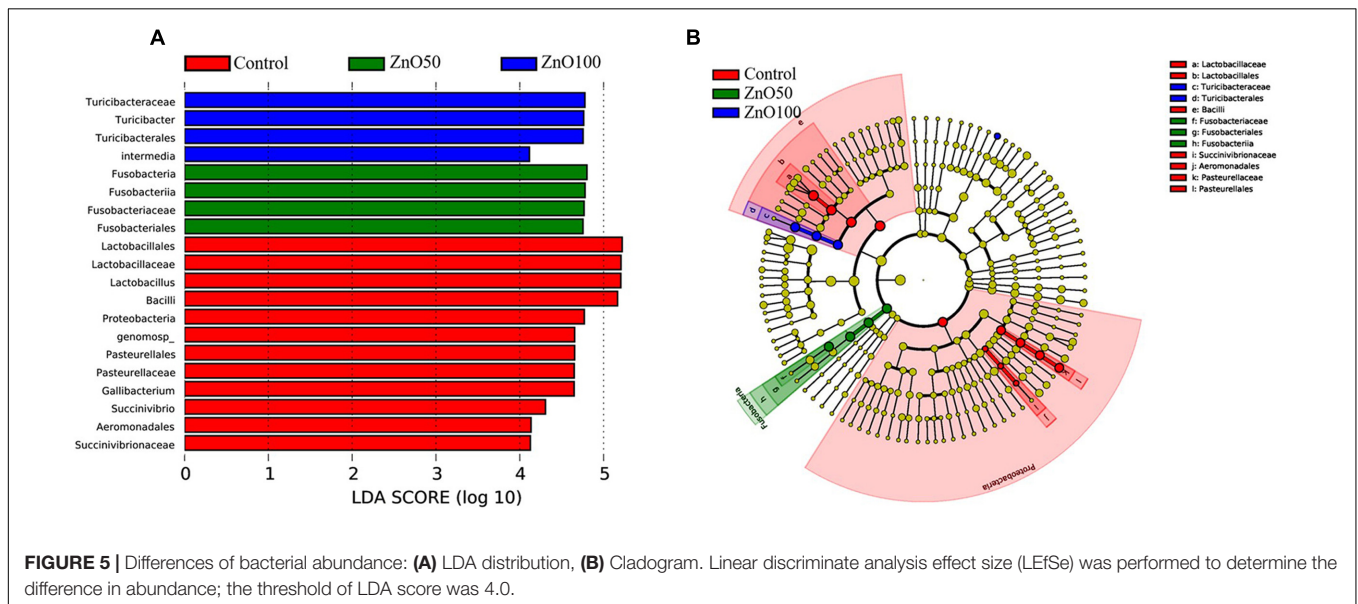 A
Control ZnO50 ZnO100
Turicibacteraceae
Turicibacter
Turicibacterales
intermedia
Fusobacteria
Fusobacteriia
Fusobacteriaceae
Fusobacteriales
Lactobacillales
Lactobacillaceae
Lactobacillus
Bacilli
Proteobacteria
genomosp_
Pasteurellales
Pasteurellaceae
Gallibacterium
Succinivibrio
Aeromonadales
Succinivibrionaceae
0 1 2 3 4 5
LDA SCORE (log 10)
B
Control
ZnO50
ZnO100
a
b
e
d
c
f
g
h
Fusobacteria
Proteobacteria
k
l
i
j
a: Lactobacillaceae
b: Lactobacillales
c: Turicibacteraceae
d: Turicibacterales
e: Bacilli
f: Fusobacteriaceae
g: Fusobacteriales
h: Fusobacteriia
i: Succinivibrionaceae
j: Aeromonadales
k: Pasteurellaceae
l: Pasteurellales
FIGURE 5 | Differences of bacterial abundance: (A) LDA distribution, (B) Cladogram. Linear discriminate analysis effect size (LEfSe) was performed to determine the
difference in abundance; the threshold of LDA score was 4.0.